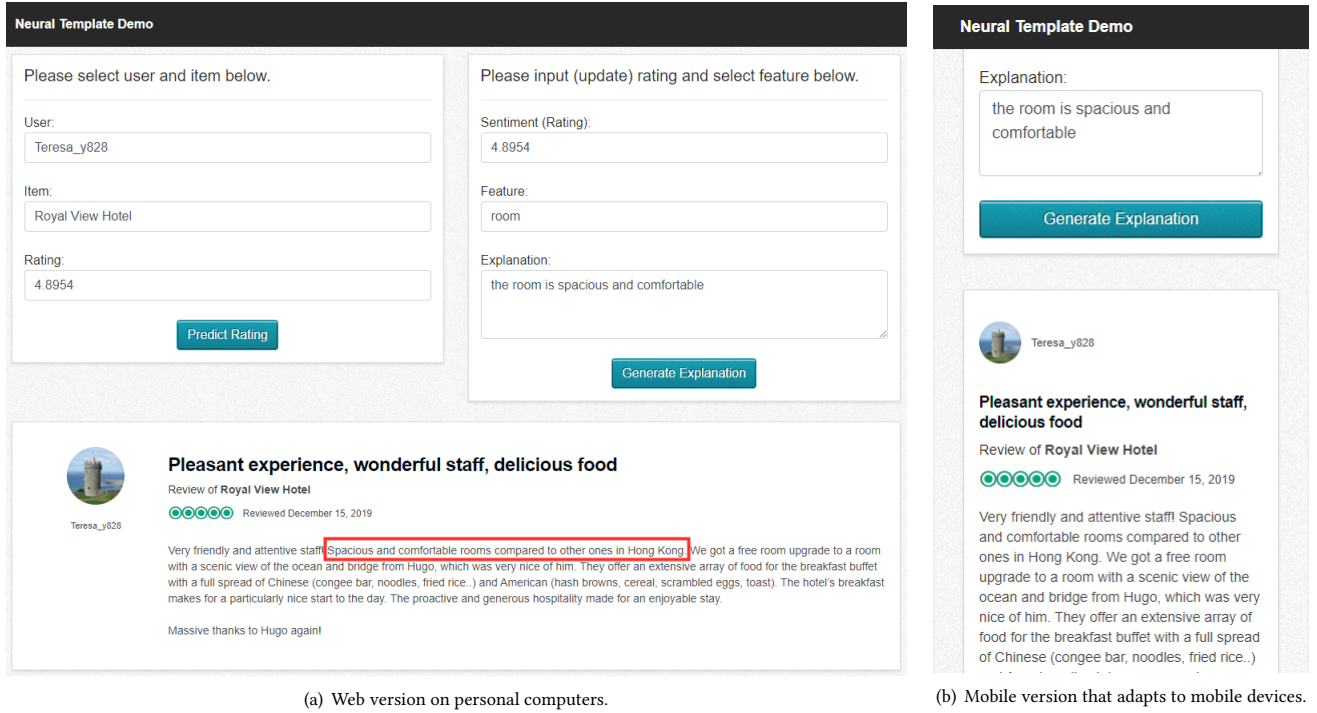 Neural Template Demo
Please select user and item below.
User:
Teresa_y828
Item:
Royal View Hotel
Rating:
4.8954
Predict Rating
Please input (update) rating and select feature below.
Sentiment (Rating):
4.8954
Feature:
room
Explanation:
the room is spacious and comfortable
Generate Explanation
Teresa_y828
Pleasant experience, wonderful staff, delicious food
Review of Royal View Hotel
Reviewed December 15, 2019
Very friendly and attentive staff! Spacious and comfortable rooms compared to other ones in Hong Kong. We got a free room upgrade to a room
with a scenic view of the ocean and bridge from Hugo, which was very nice of him. They offer an extensive array of food for the breakfast buffet
with a full spread of Chinese (congee bar, noodles, fried rice..) and American (hash browns, cereal, scrambled eggs, toast). The hotel's breakfast
makes for a particularly nice start to the day. The proactive and generous hospitality made for an enjoyable stay.
Massive thanks to Hugo again!
(a) Web version on personal computers.
Neural Template Demo
Explanation:
the room is spacious and
comfortable
Generate Explanation
Teresa_y828
Pleasant experience, wonderful staff,
delicious food
Review of Royal View Hotel
Reviewed December 15, 2019
Very friendly and attentive staff! Spacious
and comfortable rooms compared to other
ones in Hong Kong. We got a free room
upgrade to a room with a scenic view of the
ocean and bridge from Hugo, which was very
nice of him. They offer an extensive array of
food for the breakfast buffet with a full spread
of Chinese (congee bar, noodles, fried rice..)
(b) Mobile version that adapts to mobile devices.